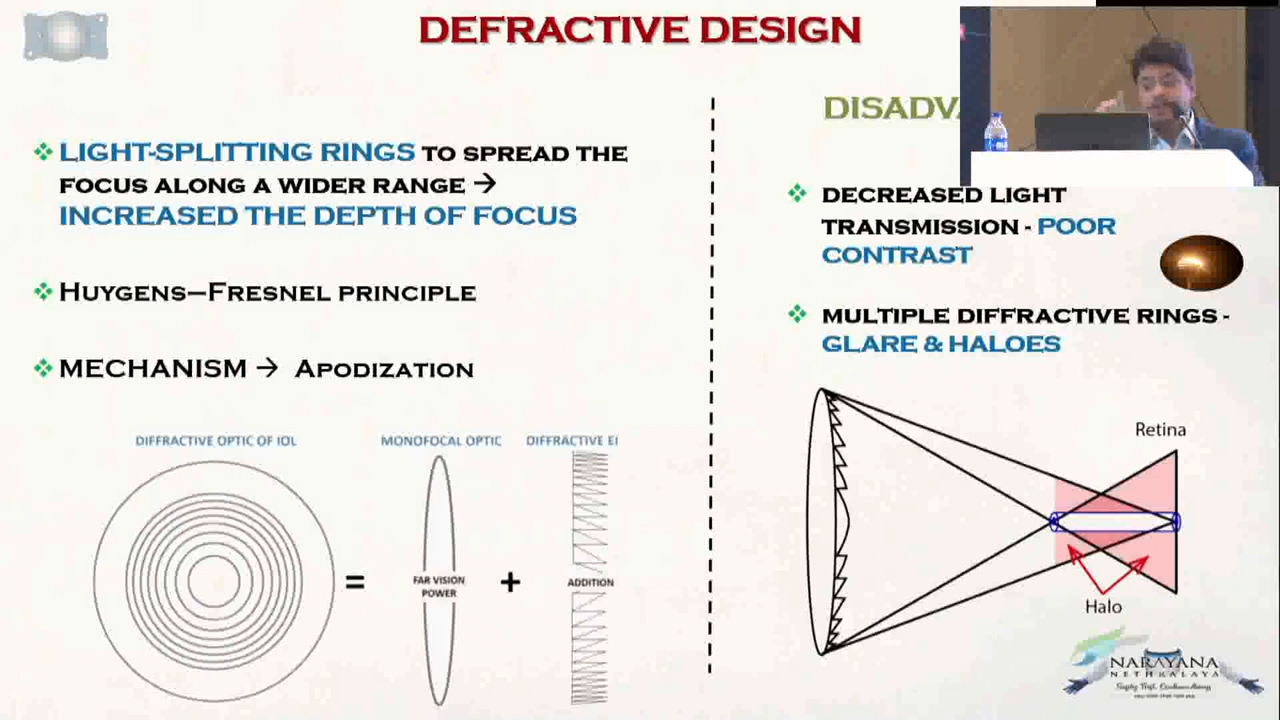 DEFRACTIVE DESIGN
LIGHT-SPLITTING RINGS TO SPREAD THE
FOCUS ALONG A WIDER RANGE →
INCREASED THE DEPTH OF FOCUS
HUYGENS–FRESNEL PRINCIPLE
MECHANISM → APODIZATION
DIFFRACTIVE OPTIC OF IOL
MONOFOCAL OPTIC
DIFFRACTIVE EI
=
FAR VISION
POWER
+
ADDITION
DISADVA
DECREASED LIGHT
TRANSMISSION - POOR
CONTRAST
MULTIPLE DIFFRACTIVE RINGS -
GLARE & HALOES
Retina
Halo
NARAYANA
NETHRALAYA